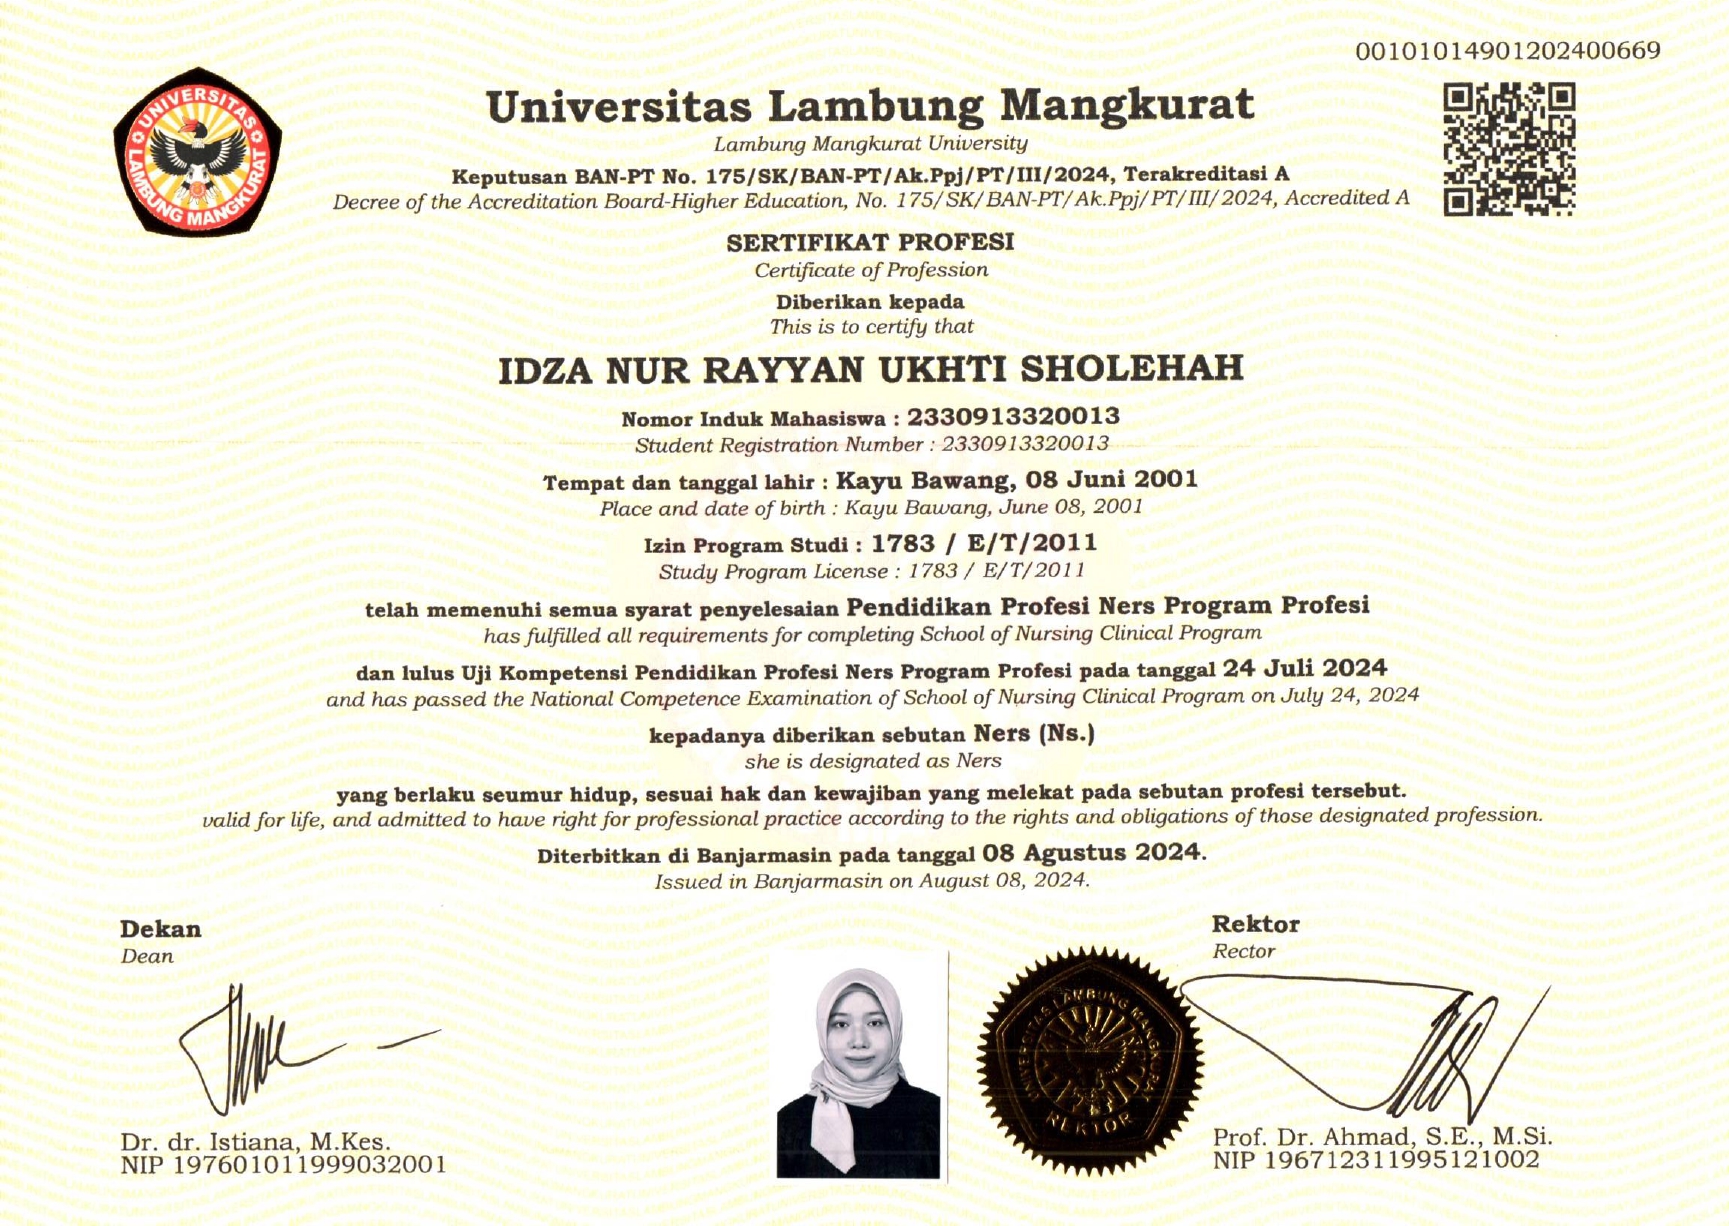 00101014901202400669
UNIVERSITAS LAMBUNG MANGKURAT
Universitas Lambung Mangkurat
Lambung Mangkurat University
Keputusan BAN-PT No. 175/SK/BAN-PT/Ak.Ppj/PT/III/2024, Terakreditasi A
Decree of the Accreditation Board-Higher Education, No. 175/SK/BAN-PT/Ak.Ppj/PT/III/2024, Accredited A
SERTIFIKAT PROFESI
Certificate of Profession
Diberikan kepada
This is to certify that
IDZA NUR RAYYAN UKHTI SHOLEHAH
Nomor Induk Mahasiswa : 2330913320013
Student Registration Number : 2330913320013
Tempat dan tanggal lahir : Kayu Bawang, 08 Juni 2001
Place and date of birth : Kayu Bawang, June 08, 2001
Izin Program Studi : 1783 / E/T/2011
Study Program License : 1783 / E/T/2011
telah memenuhi semua syarat penyelesaian Pendidikan Profesi Ners Program Profesi
has fulfilled all requirements for completing School of Nursing Clinical Program
dan lulus Uji Kompetensi Pendidikan Profesi Ners Program Profesi pada tanggal 24 Juli 2024
and has passed the National Competence Examination of School of Nursing Clinical Program on July 24, 2024
kepadanya diberikan sebutan Ners (Ns.)
she is designated as Ners
yang berlaku seumur hidup, sesuai hak dan kewajiban yang melekat pada sebutan profesi tersebut.
valid for life, and admitted to have right for professional practice according to the rights and obligations of those designated profession.
Diterbitkan di Banjarmasin pada tanggal 08 Agustus 2024.
Issued in Banjarmasin on August 08, 2024.
Dekan
Dean
Dr. dr. Istiana, M.Kes.
NIP 197601011999032001
UNIVERSITAS LAMBUNG MANGKURAT
REKTOR
Rektor
Rector
Prof. Dr. Ahmad, S.E., M.Si.
NIP 196712311995121002